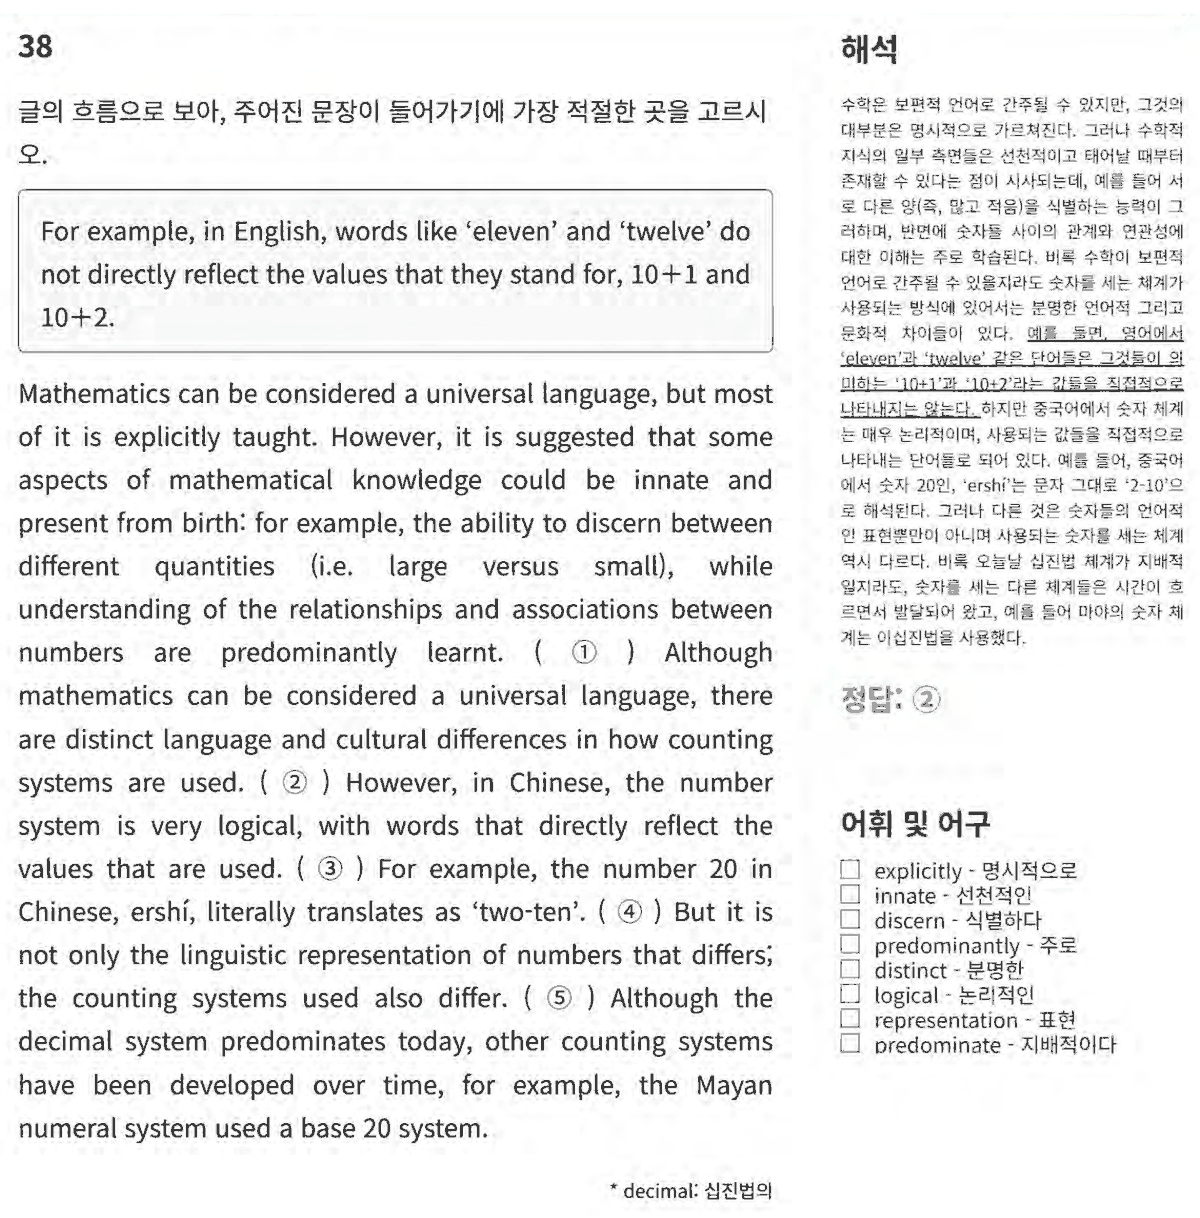 38
글의 흐름으로 보아, 주어진 문장이 들어가기에 가장 적절한 곳을 고르시
오.
For example, in English, words like ‘eleven’ and ‘twelve’ do
not directly reflect the values that they stand for, 10+1 and
10+2.
Mathematics can be considered a universal language, but most
of it is explicitly taught. However, it is suggested that some
aspects of mathematical knowledge could be innate and
present from birth: for example, the ability to discern between
different quantities (i.e. large versus small), while
understanding of the relationships and associations between
numbers are predominantly learnt. ( ① ) Although
mathematics can be considered a universal language, there
are distinct language and cultural differences in how counting
systems are used. ( ② ) However, in Chinese, the number
system is very logical, with words that directly reflect the
values that are used. ( ③ ) For example, the number 20 in
Chinese, ershí, literally translates as ‘two-ten’. ( ④ ) But it is
not only the linguistic representation of numbers that differs;
the counting systems used also differ. ( ⑤ ) Although the
decimal system predominates today, other counting systems
have been developed over time, for example, the Mayan
numeral system used a base 20 system.
* decimal: 십진법의
해석
수학은 보편적 언어로 간주될 수 있지만, 그것의
대부분은 명시적으로 가르쳐진다. 그러나 수학적
지식의 일부 측면들은 선천적이고 태어날 때부터
존재할 수 있다는 점이 시사되는데, 예를 들어 서
로 다른 양(즉, 많고 적음)을 식별하는 능력이 그
러하며, 반면에 숫자들 사이의 관계와 연관성에
대한 이해는 주로 학습된다. 비록 수학이 보편적
언어로 간주될 수 있을지라도 숫자를 세는 체계가
사용되는 방식에 있어서는 분명한 언어적 그리고
문화적 차이들이 있다. 예를 들면, 영어에서
‘eleven’과 ‘twelve’ 같은 단어들은 그것들이 의
미하는 ‘10+1’과 ‘10+2’라는 값들을 직접적으로
나타내지는 않는다. 하지만 중국어에서 숫자 체계
는 매우 논리적이며, 사용되는 값들을 직접적으로
나타내는 단어들로 되어 있다. 예를 들어, 중국어
에서 숫자 20인, ‘ershí’는 문자 그대로 ‘2-10’으
로 해석된다. 그러나 다른 것은 숫자들의 언어적
인 표현뿐만이 아니며 사용되는 숫자를 세는 체계
역시 다르다. 비록 오늘날 십진법 체계가 지배적
일지라도, 숫자를 세는 다른 체계들은 시간이 흐
르면서 발달되어 왔고, 예를 들어 마야의 숫자 체
계는 이십진법을 사용했다.
정답: ②
어휘 및 어구
☐ explicitly - 명시적으로
☐ innate - 선천적인
☐ discern - 식별하다
☐ predominantly - 주로
☐ distinct - 분명한
☐ logical - 논리적인
☐ representation - 표현
☐ predominate - 지배적이다